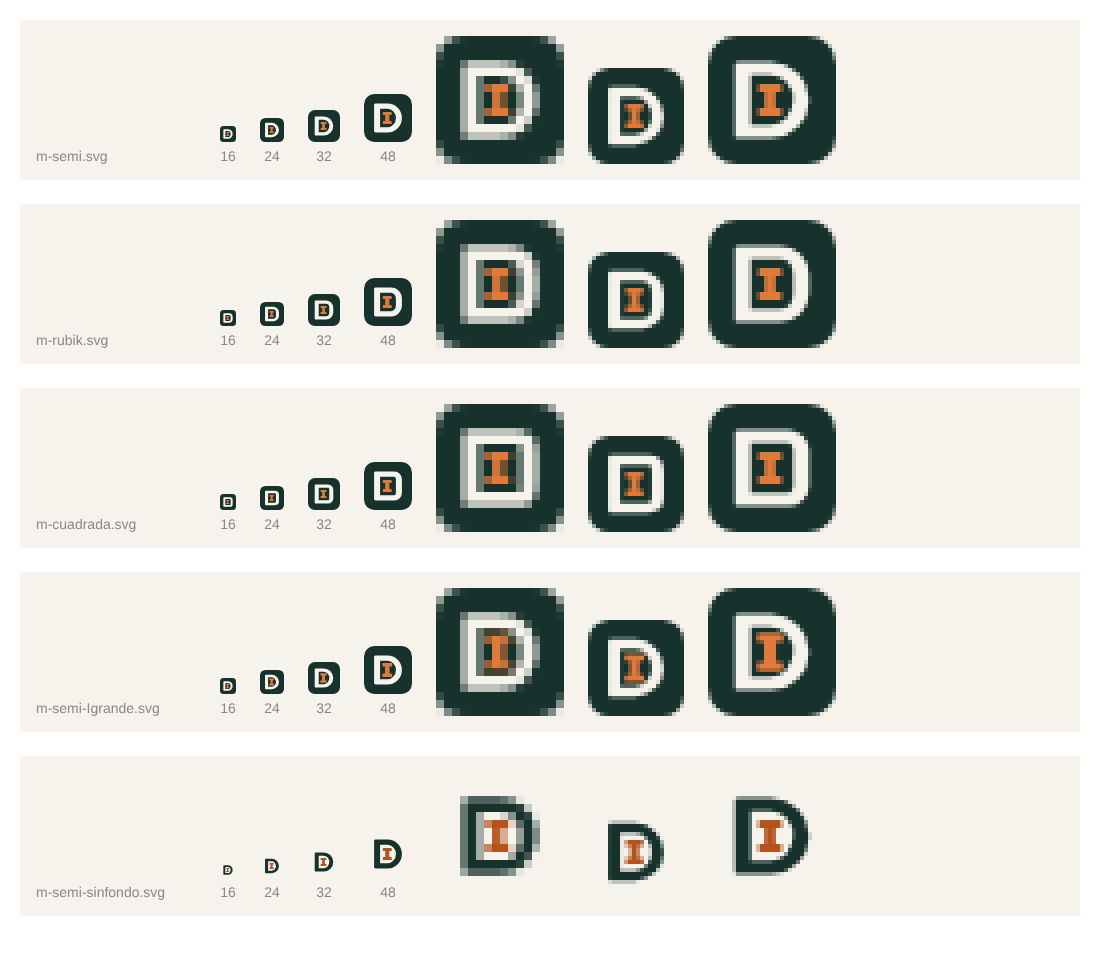 D I D I D I D I D I D I D I
16 24 32 48
m-semi.svg
D I D I D I D I D I D I D I
16 24 32 48
m-rubik.svg
D I D I D I D I D I D I D I
16 24 32 48
m-cuadrada.svg
D I D I D I D I D I D I D I
16 24 32 48
m-semi-Igrande.svg
D I D I D I D I D I D I D I
16 24 32 48
m-semi-sinfondo.svg